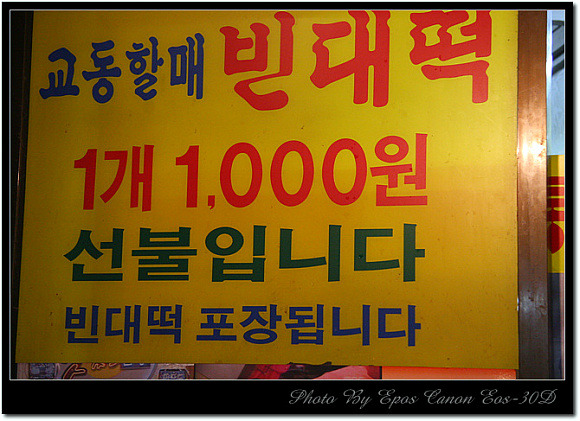 교동할매 빈대떡
1개 1,000원
선불입니다
빈대떡 포장됩니다
Photo By Epos Canon Eos-30D